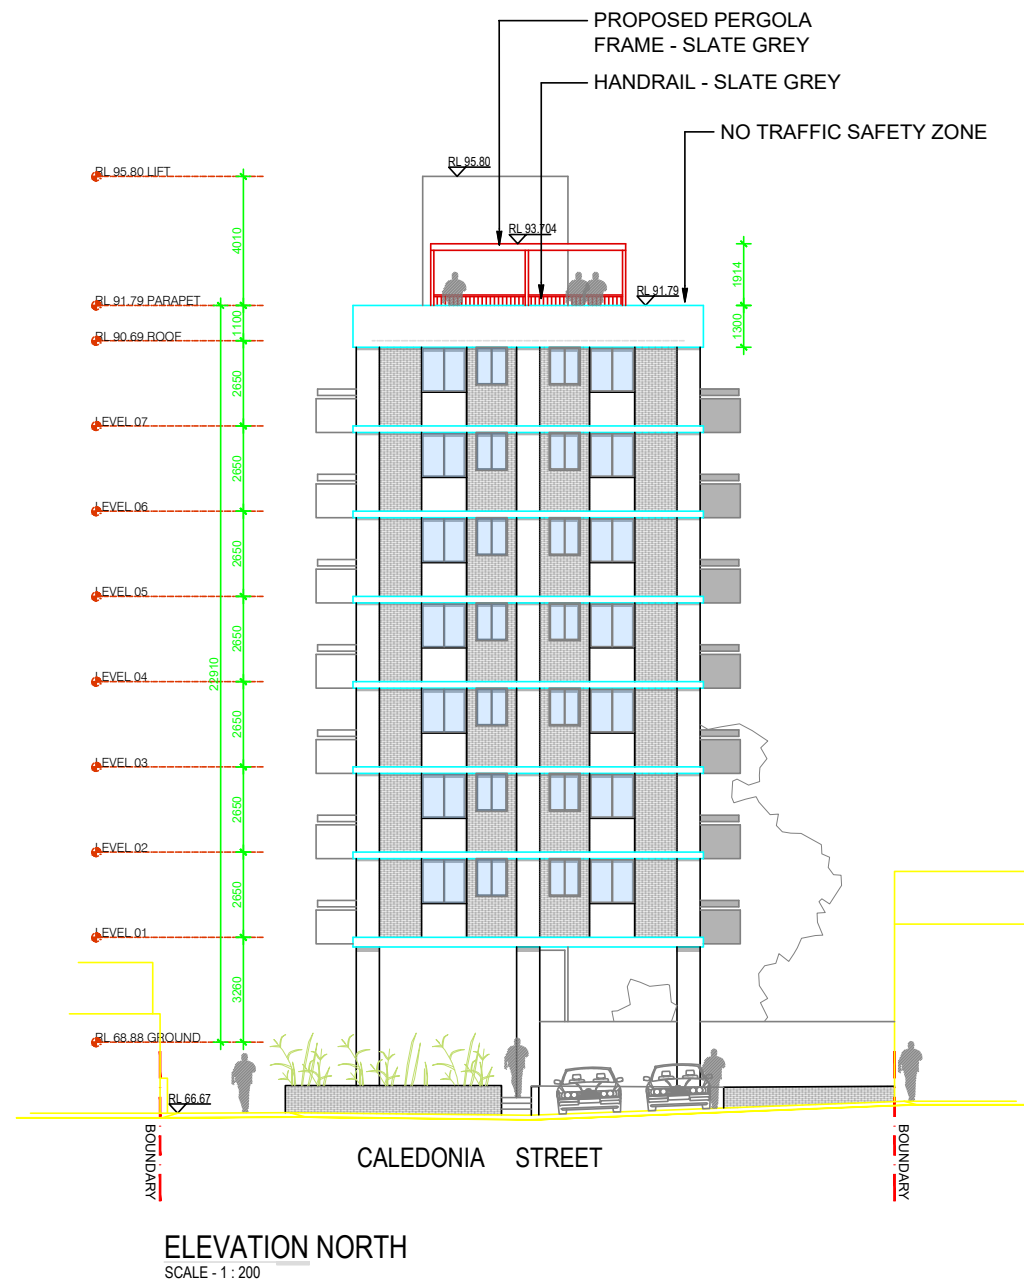 PROPOSED PERGOLA
FRAME - SLATE GREY
HANDRAIL - SLATE GREY
NO TRAFFIC SAFETY ZONE
RL 95.80 LIFT
RL 95.80
4010
RL 93.704
1914
RL 91.79 PARAPET
RL 91.79
1100
1300
RL 90.69 ROOF
2650
LEVEL 07
2650
LEVEL 06
2650
LEVEL 05
2650
LEVEL 04
22910
2650
LEVEL 03
2650
LEVEL 02
2650
LEVEL 01
3260
RL 68.88 GROUND
RL 66.67
BOUNDARY
BOUNDARY
CALEDONIA STREET
ELEVATION NORTH
SCALE - 1 : 200